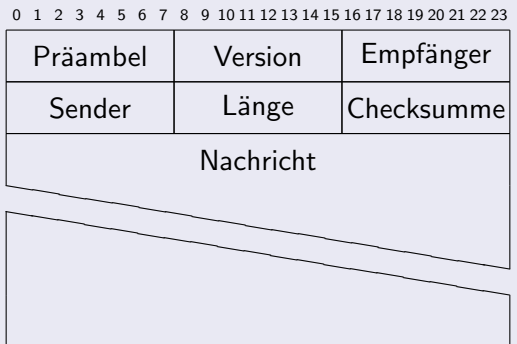 0 1 2 3 4 5 6 7 8 9 10 11 12 13 14 15 16 17 18 19 20 21 22 23
Präambel Version Empfänger
Sender Länge Checksumme
Nachricht